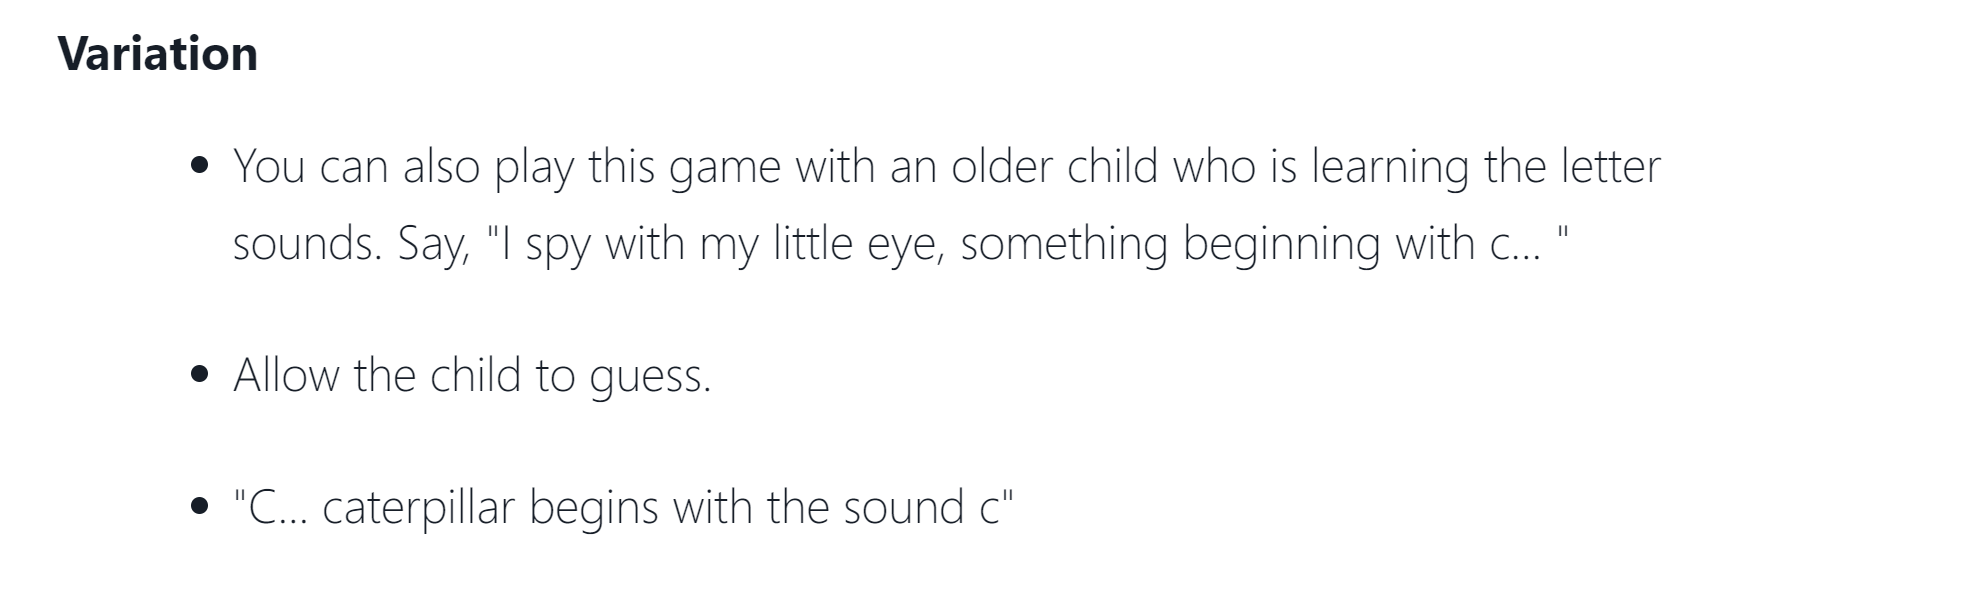 Variation
• You can also play this game with an older child who is learning the letter
sounds. Say, "I spy with my little eye, something beginning with c... "
• Allow the child to guess.
• "C... caterpillar begins with the sound c"